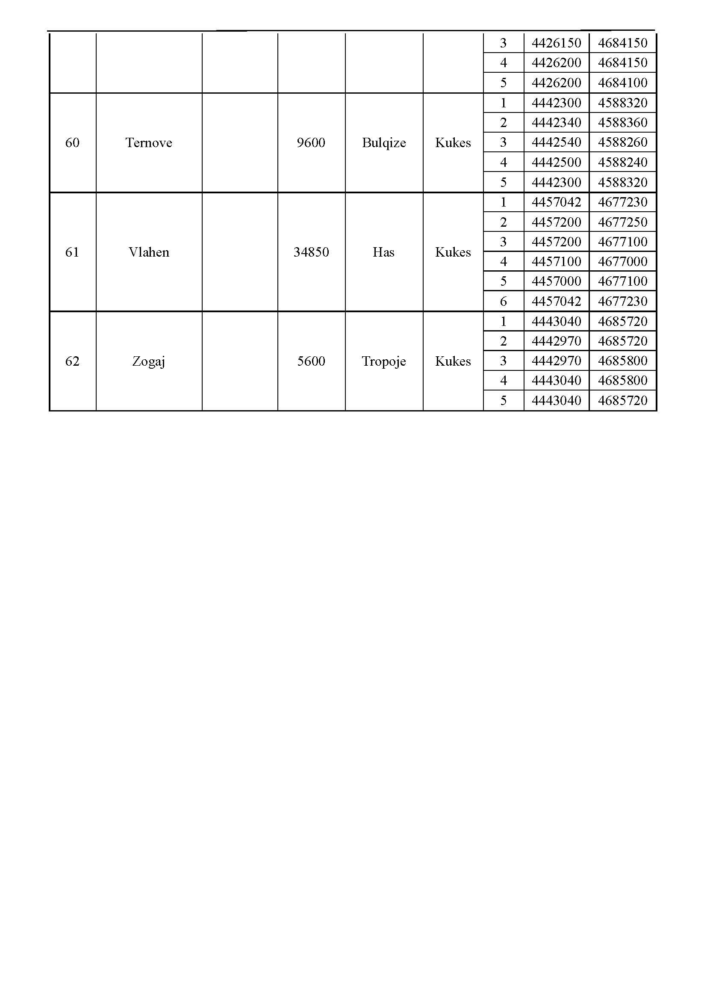 3 4426150 4684150
4 4426200 4684150
5 4426200 4684100
60 Ternove 9600 Bulqize Kukes
1 4442300 4588320
2 4442340 4588360
3 4442540 4588260
4 4442500 4588240
5 4442300 4588320
61 Vlahen 34850 Has Kukes
1 4457042 4677230
2 4457200 4677250
3 4457200 4677100
4 4457100 4677000
5 4457000 4677100
6 4457042 4677230
62 Zogaj 5600 Tropoje Kukes
1 4443040 4685720
2 4442970 4685720
3 4442970 4685800
4 4443040 4685800
5 4443040 4685720